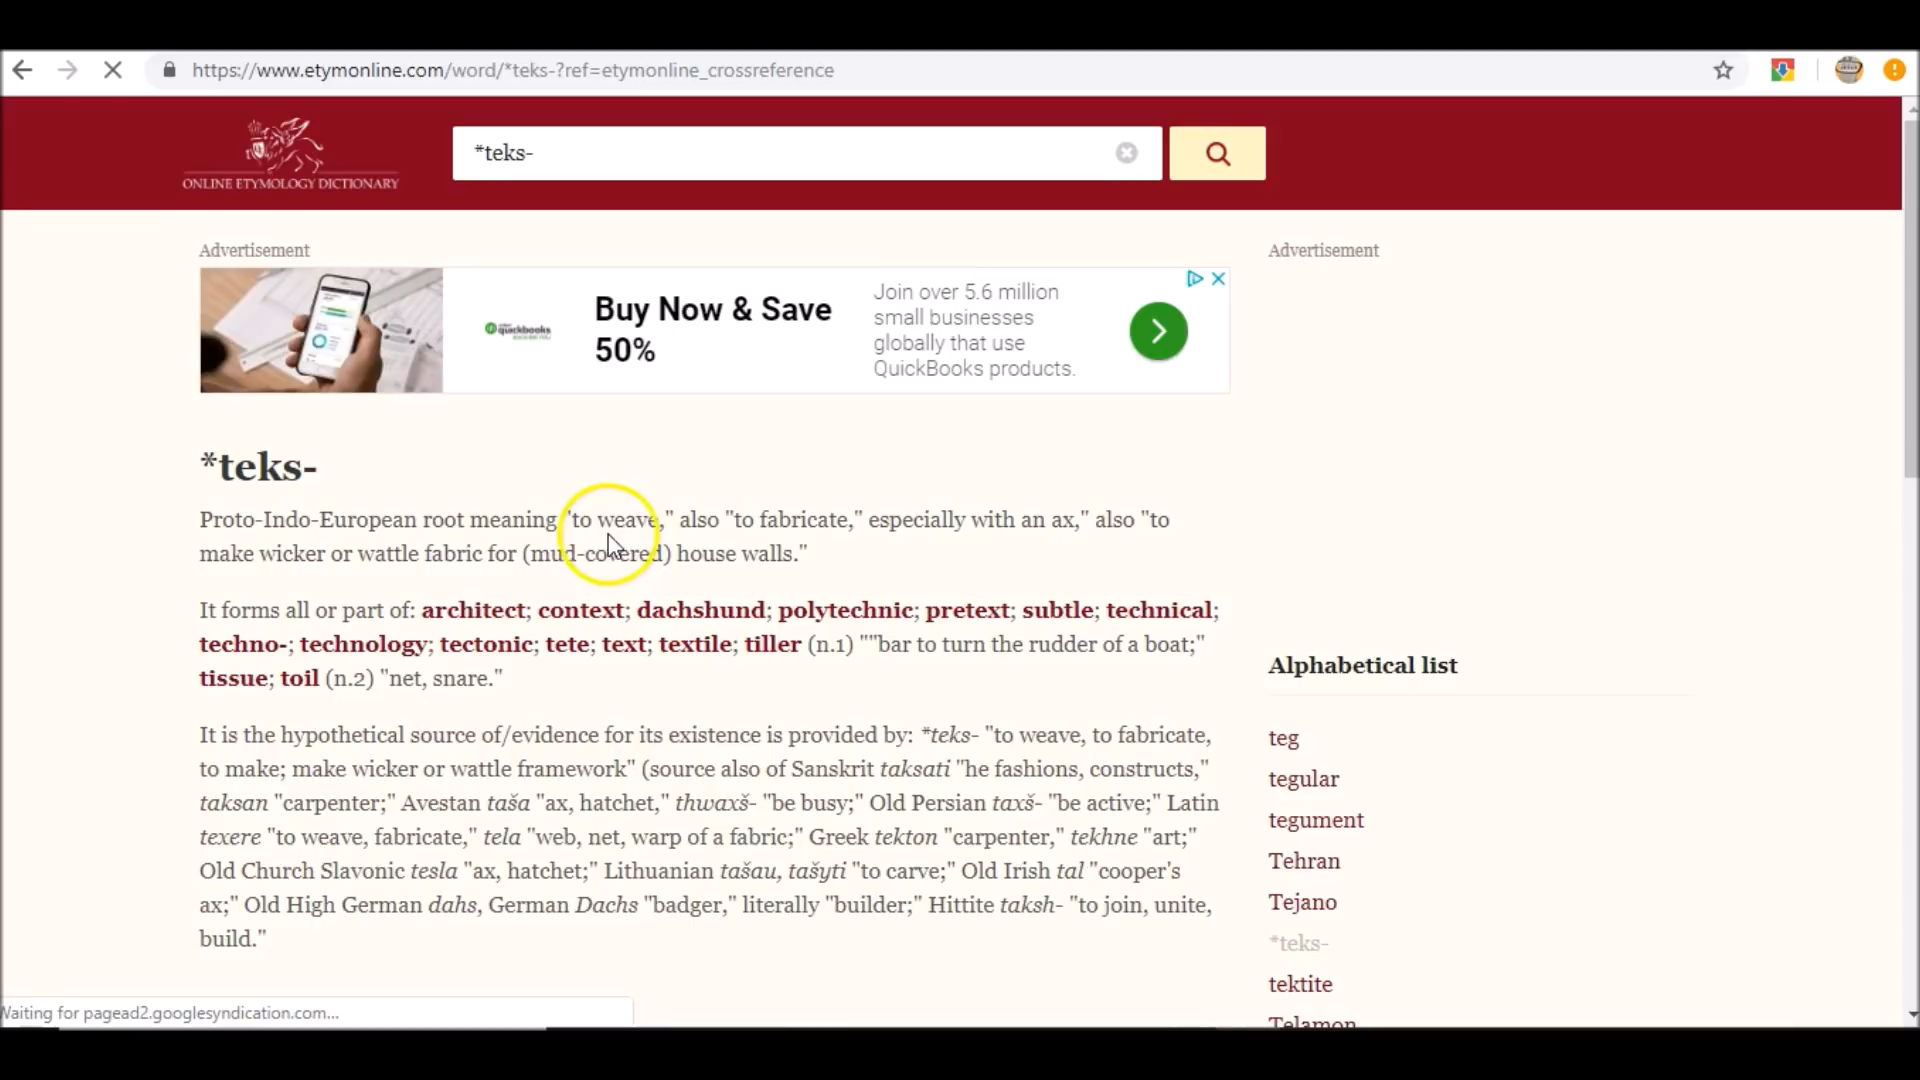 https://www.etymonline.com/word/*teks-?ref=etymonline_crossreference
*teks-
ONLINE ETYMOLOGY DICTIONARY
Advertisement
Advertisement
quickbooks
Buy Now & Save
50%
Join over 5.6 million
small businesses
globally that use
QuickBooks products.
*teks-
Proto-Indo-European root meaning "to weave," also "to fabricate," especially with an ax," also "to
make wicker or wattle fabric for (mud-covered) house walls."
It forms all or part of: architect; context; dachshund; polytechnic; pretext; subtle; technical;
techno-; technology; tectonic; tete; text; textile; tiller (n.1) ""bar to turn the rudder of a boat;"
tissue; toil (n.2) "net, snare."
It is the hypothetical source of/evidence for its existence is provided by: *teks- "to weave, to fabricate,
to make; make wicker or wattle framework" (source also of Sanskrit taksati "he fashions, constructs,"
taksan "carpenter;" Avestan taša "ax, hatchet," thwaxš- "be busy;" Old Persian taxš- "be active;" Latin
texere "to weave, fabricate," tela "web, net, warp of a fabric;" Greek tekton "carpenter," tekhne "art;"
Old Church Slavonic tesla "ax, hatchet;" Lithuanian tašau, tašyti "to carve;" Old Irish tal "cooper's
ax;" Old High German dahs, German Dachs "badger," literally "builder;" Hittite taksh- "to join, unite,
build."
Alphabetical list
teg
tegular
tegument
Tehran
Tejano
*teks-
tektite
Telamon
Waiting for pagead2.googlesyndication.com...